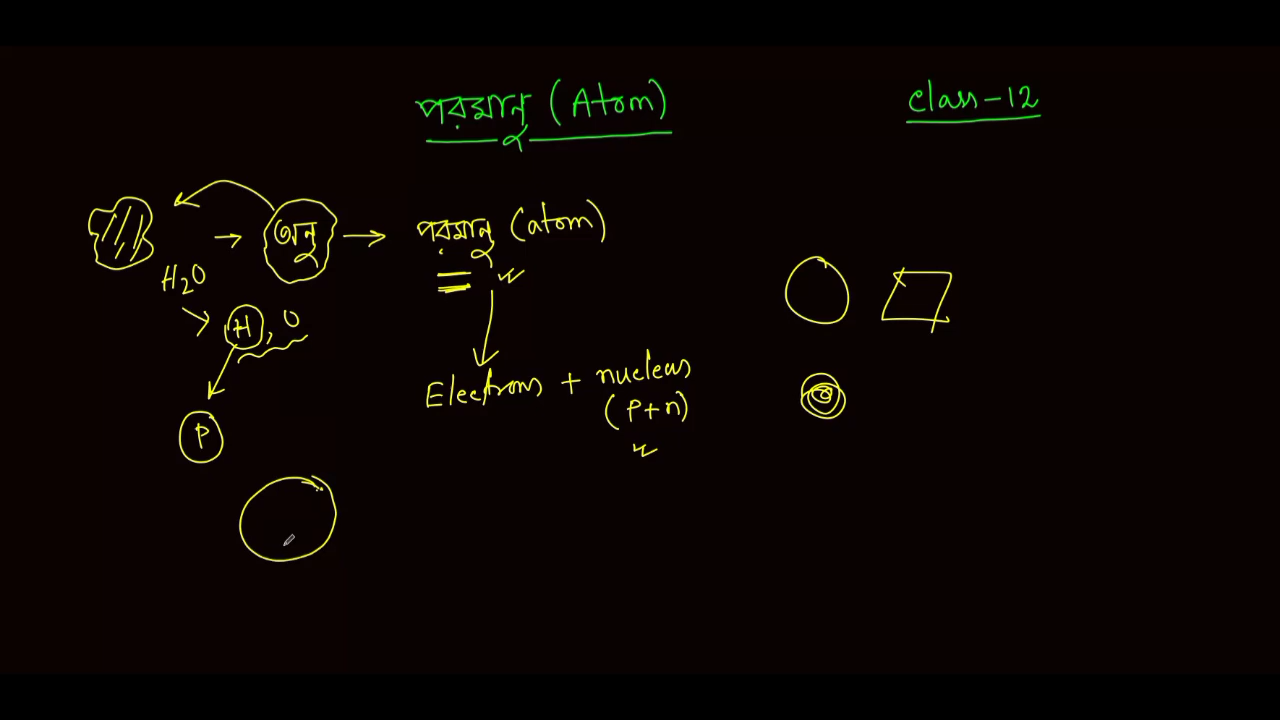 পরমানু (Atom)
class-12
অনু → পরমানু (atom)
H2O
> H, O
Electrons + nucleus
(P+n)
P